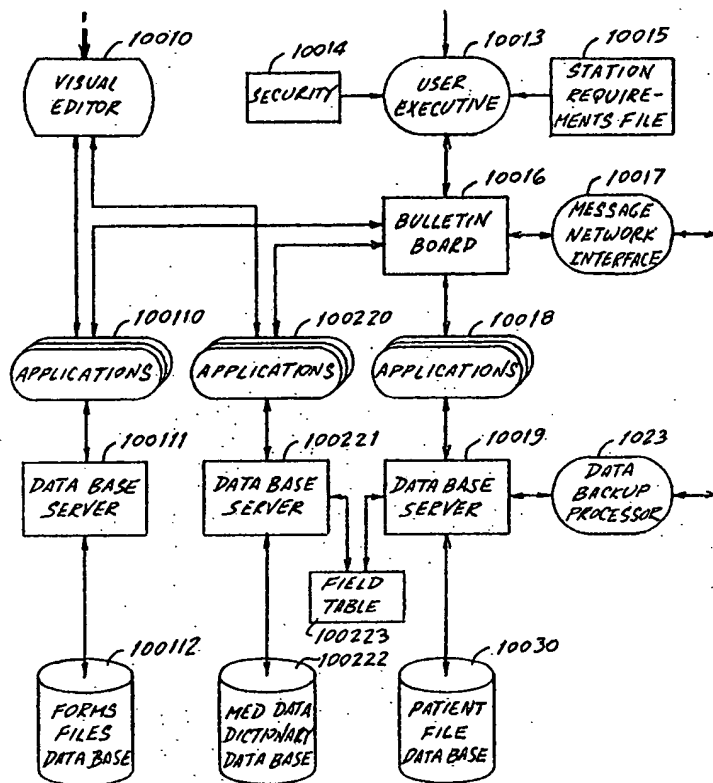 10010
VISUAL
EDITOR
10014
SECURITY
10013
USER
EXECUTIVE
10015
STATION
REQUIRE-
MENTS
FILE
10016
BULLETIN
BOARD
10017
MESSAGE
NETWORK
INTERFACE
100110
APPLICATIONS
100220
APPLICATIONS
10018
APPLICATIONS
100111
DATA BASE
SERVER
100221
DATA BASE
SERVER
10019
DATA BASE
SERVER
1023
DATA
BACKUP
PROCESSOR
FIELD
TABLE
100223
100112
FORMS
FILES
DATA BASE
100222
MED DATA
DICTIONARY
DATA BASE
10030
PATIENT
FILE
DATA BASE